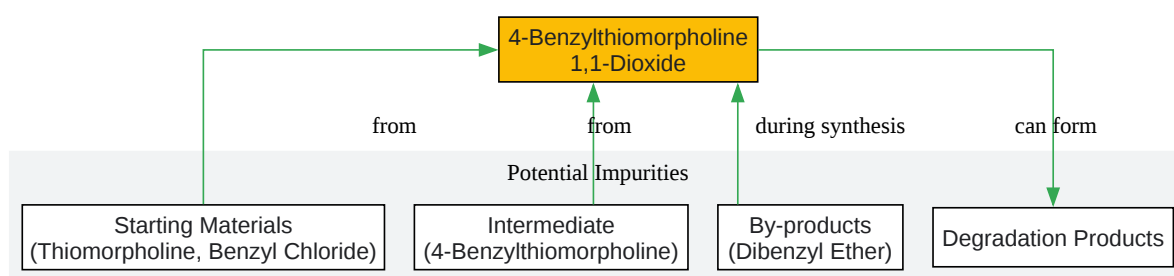 4-Benzylthiomorpholine
1,1-Dioxide
from
from
during synthesis
can form
Potential Impurities
Starting Materials
(Thiomorpholine, Benzyl Chloride)
Intermediate
(4-Benzylthiomorpholine)
By-products
(Dibenzyl Ether)
Degradation Products